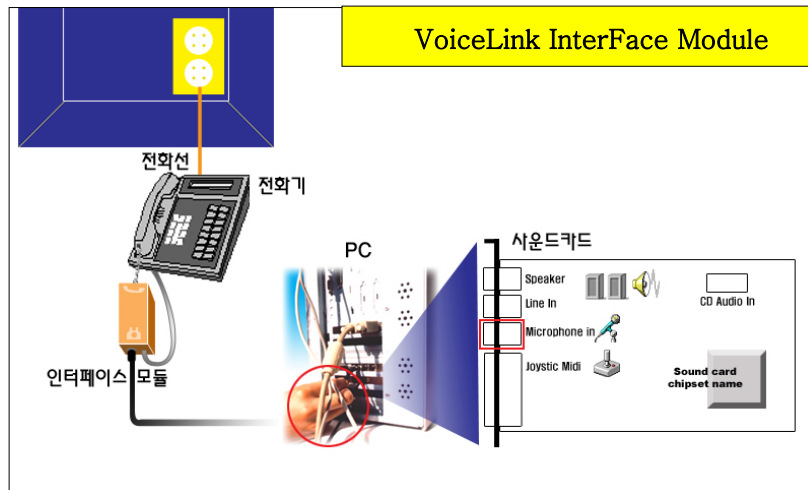 VoiceLink InterFace Module
전화선
전화기
PC
사운드카드
Speaker
Line In
CD Audio In
Microphone in
Joystic Midi
Sound card
chipset name
인터페이스 모듈